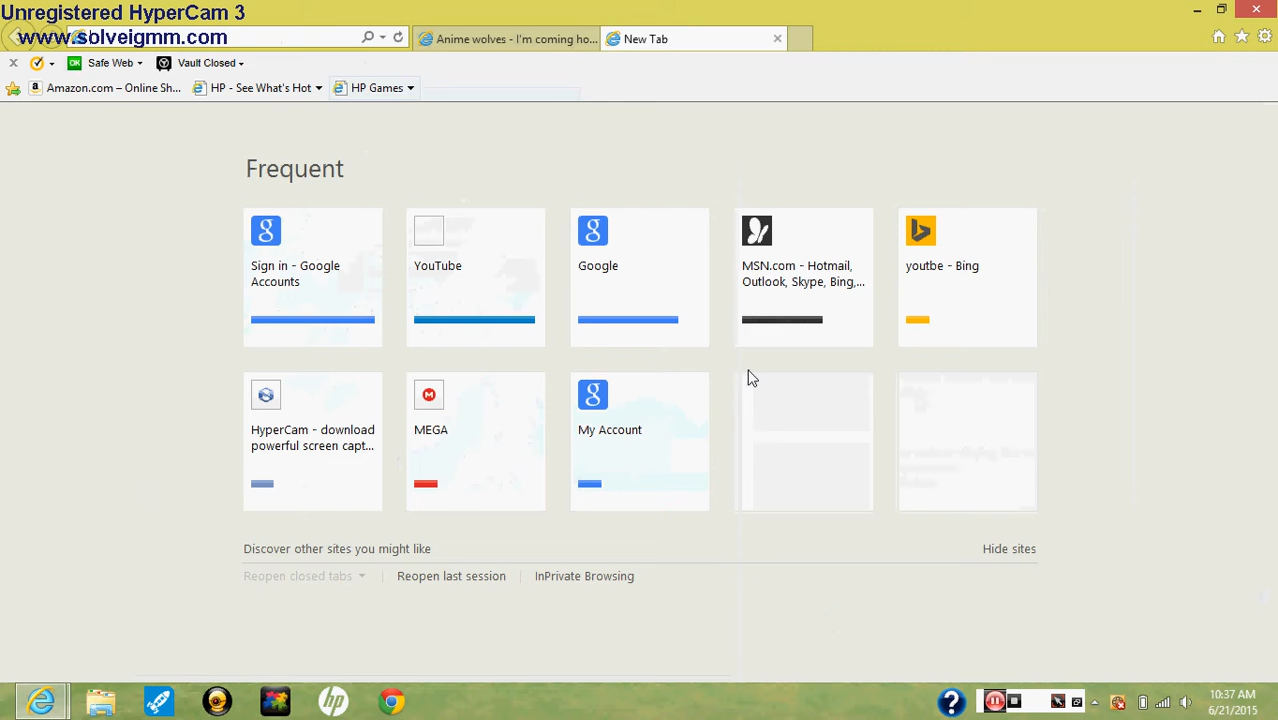 Unregistered HyperCam 3
www.solveigmm.com
Anime wolves - I'm coming ho...
New Tab
OK
Safe Web
Vault Closed
Amazon.com – Online Sh...
HP - See What's Hot
HP Games
Frequent
g
Sign in - Google
Accounts
YouTube
g
Google
MSN.com - Hotmail,
Outlook, Skype, Bing,...
youtbe - Bing
HyperCam - download
powerful screen capt...
M
MEGA
g
My Account
Discover other sites you might like
Hide sites
Reopen closed tabs
Reopen last session
InPrivate Browsing
hp
?
10:37 AM
6/21/2015